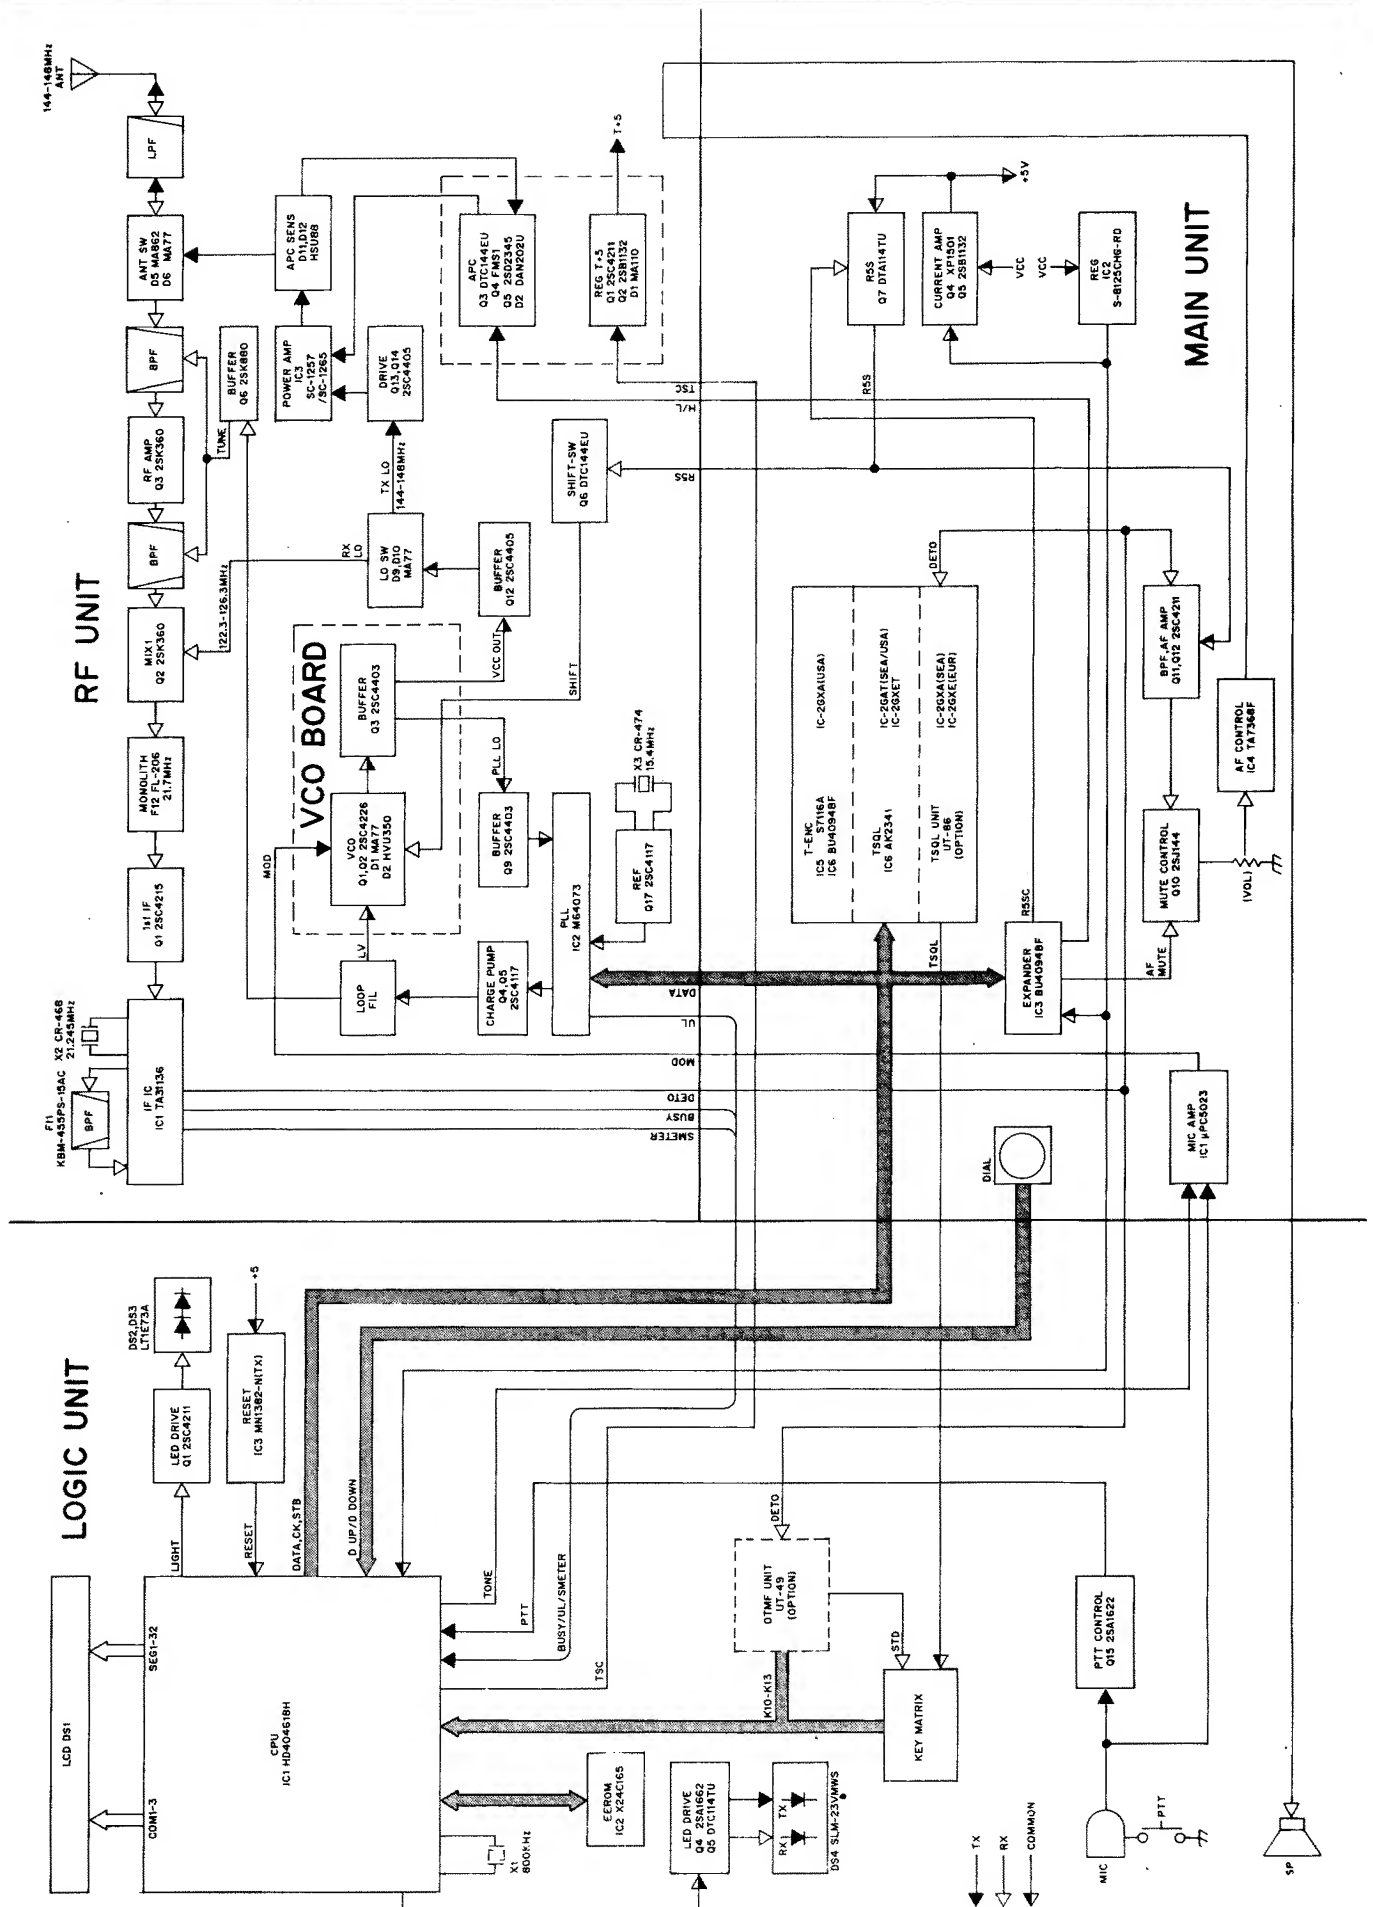 RF UNIT
144-148MHz
ANT
LPF
ANT SW
D5 MA862
D6 MA77
BPF
RF AMP
Q3 2SK360
BPF
MIX1
Q2 2SK360
MONOLITH
F12 FL-206
21.7MHz
1st IF
Q1 2SC4215
IF IC
IC1 TA31136
X2 CR-468
21.245MHz
FI1
KBM-455PS-15AC
BPF
BUFFER
Q6 2SK880
TUNE
APC SENS
D11,D12
HSU88
POWER AMP
IC3
SC-1257
/SC-1265
DRIVE
Q13,Q14
2SC4405
TX LO
144-148MHz
LO SW
D9,D10
MA77
RX
LO
122.3-126.3MHz
BUFFER
Q12 2SC4405
VCC OUT
APC
Q3 DTC144EU
Q4 FMS1
Q5 2SD2345
D2 DAN202U
REG T+5
Q1 2SC4211
Q2 2SB1132
D1 MA110
T+5
SHIFT-SW
Q6 DTC144EU
SHIFT
VCO BOARD
BUFFER
Q3 2SC4403
VCO
Q1,Q2 2SC4226
D1 MA77
D2 HVU350
MOD
LV
LOOP
FIL
PLL LO
BUFFER
Q9 2SC4403
CHARGE PUMP
Q4,Q5
2SC4117
PLL
IC2 M64073
REF
Q17 2SC4117
X3 CR-474
15.4MHz
TSC
H/L
R5S
DATA
UL
MOD
DETO
BUSY
SMETER
MAIN UNIT
R5S
Q7 DTA114TU
R5S
+5V
CURRENT AMP
Q4 XP1501
Q5 2SB1132
VCC
VCC
REG
IC2
S-8125CHG-RD
DETO
T-ENC
IC5 S7116A
IC6 BU4094BF
IC-2GXA(USA)
TSQL
IC6 AK2341
IC-2GAT(SEA/USA)
IC-2GXET
TSQL UNIT
UT-86
(OPTION)
IC-2GXA(SEA)
IC-2GXE(EUR)
TSQL
R5SC
EXPANDER
IC3 BU4094BF
AF
MUTE
MUTE CONTROL
Q10 2SJ144
BPF,AF AMP
Q11,Q12 2SC4211
AF CONTROL
IC4 TA7368F
(VOL)
MIC AMP
IC1 µPC5023
DIAL
LOGIC UNIT
LCD DS1
COM1-3
SEG1-32
CPU
IC1 HD404618H
LIGHT
LED DRIVE
Q1 2SC4211
DS2,DS3
LT1E73A
RESET
RESET
IC3 MN1382-N(TX)
+5
DATA,CK,STB
D UP/D DOWN
TONE
PTT
BUSY/UL/SMETER
TSC
X1
800KHz
EEROM
IC2 X24C165
K10-K13
DETO
DTMF UNIT
UT-49
(OPTION)
STD
KEY MATRIX
LED DRIVE
Q4 2SA1662
Q5 DTC114TU
RX
TX
DS4 SLM-23VMWS
PTT CONTROL
Q15 2SA1622
TX
RX
COMMON
MIC
PTT
SP